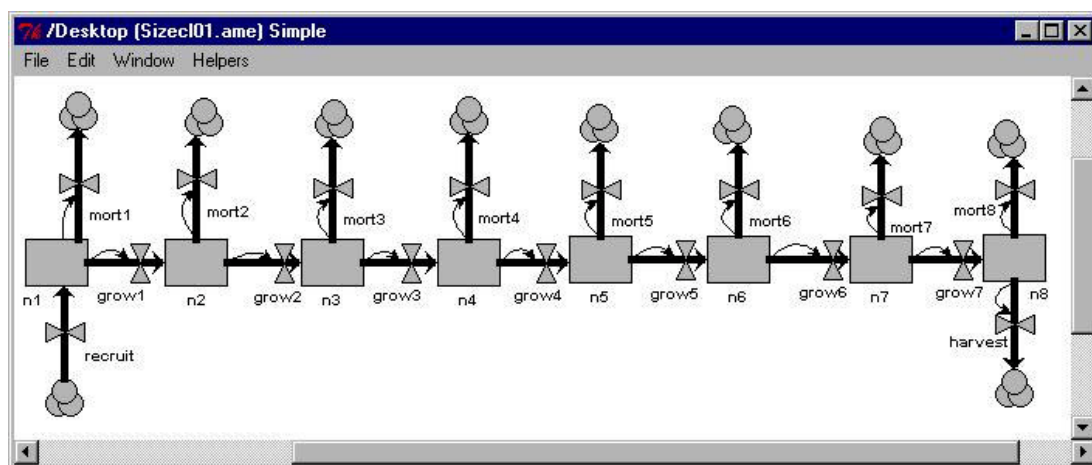 /Desktop (Sizecl01.ame) Simple
File Edit Window Helpers
mort1 mort2 mort3 mort4 mort5 mort6 mort7 mort8
n1 grow1 n2 grow2 n3 grow3 n4 grow4 n5 grow5 n6 grow6 n7 grow7 n8
recruit harvest